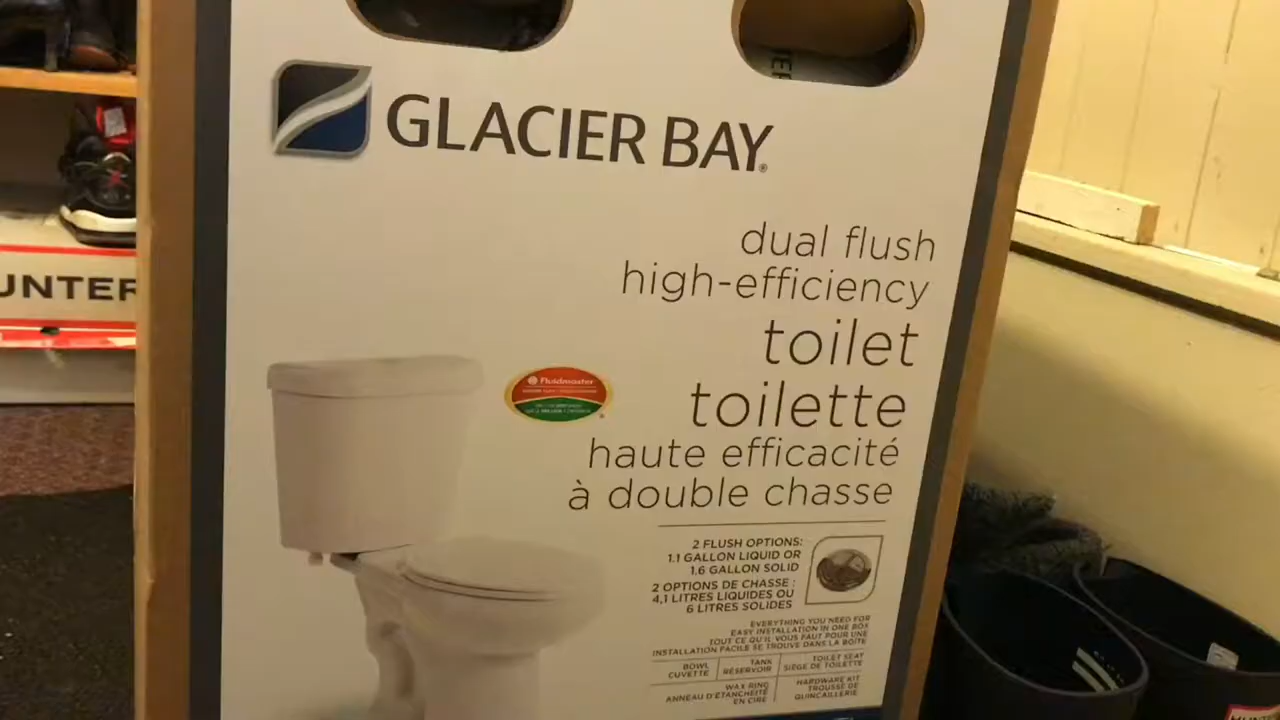 GLACIER BAY®
dual flush
high-efficiency
toilet
toilette
haute efficacité
à double chasse
Fluidmaster
2 FLUSH OPTIONS:
1.1 GALLON LIQUID OR
1.6 GALLON SOLID
2 OPTIONS DE CHASSE :
4,1 LITRES LIQUIDES OU
6 LITRES SOLIDES
EVERYTHING YOU NEED FOR
EASY INSTALLATION IN ONE BOX
TOUT CE QU'IL VOUS FAUT POUR UNE
INSTALLATION FACILE SE TROUVE DANS LA BOÎTE
BOWL
CUVETTE
TANK
RÉSERVOIR
TOILET SEAT
SIÈGE DE TOILETTE
WAX RING
ANNEAU D'ÉTANCHÉITÉ
EN CIRE
HARDWARE KIT
TROUSSE DE
QUINCAILLERIE
UNTER